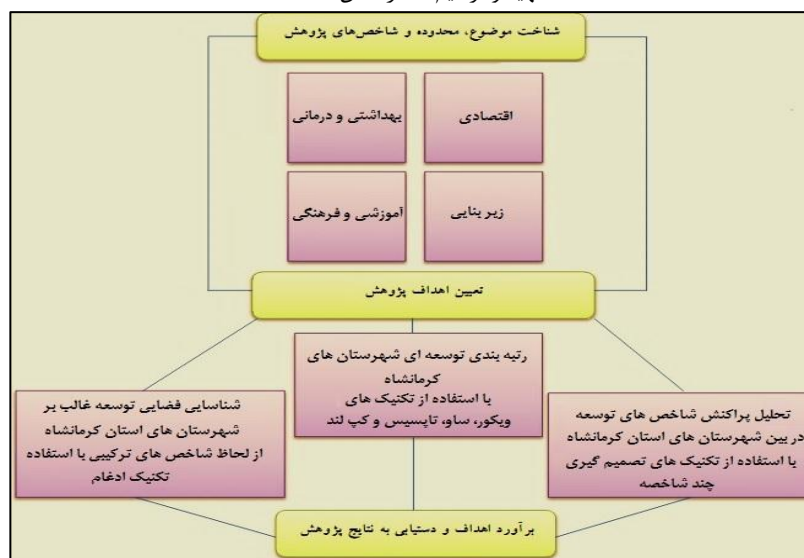 شناخت موضوع، محدوده و شاخص‌های پژوهش
اقتصادی
بهداشتی و درمانی
زیر بنایی
آموزشی و فرهنگی
تعیین اهداف پژوهش
تحلیل پراکنش شاخص های توسعه
در بین شهرستان های استان کرمانشاه
با استفاده از تکنیک های تصمیم گیری
چند شاخصه
رتبه بندی توسعه ای شهرستان های
کرمانشاه
با استفاده از تکنیک های
ویکور، ساو، تاپسیس و کپ لند
شناسایی فضایی توسعه غالب بر
شهرستان های استان کرمانشاه
از لحاظ شاخص های ترکیبی با استفاده
تکنیک ادغام
برآورد اهداف و دستیابی به نتایج پژوهش